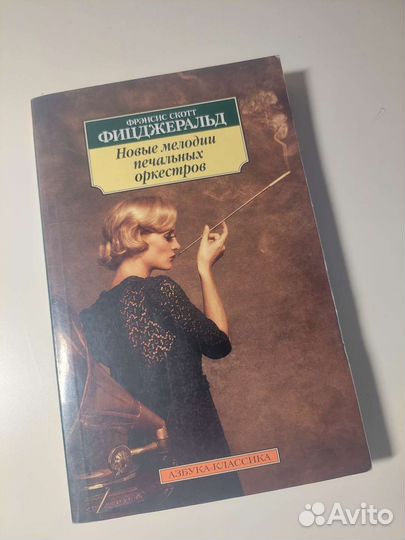 ФРЭНСИС СКОТТ
ФИЦДЖЕРАЛЬД
Новые мелодии
печальных
оркестров
АЗБУКА-КЛАССИКА
Avito